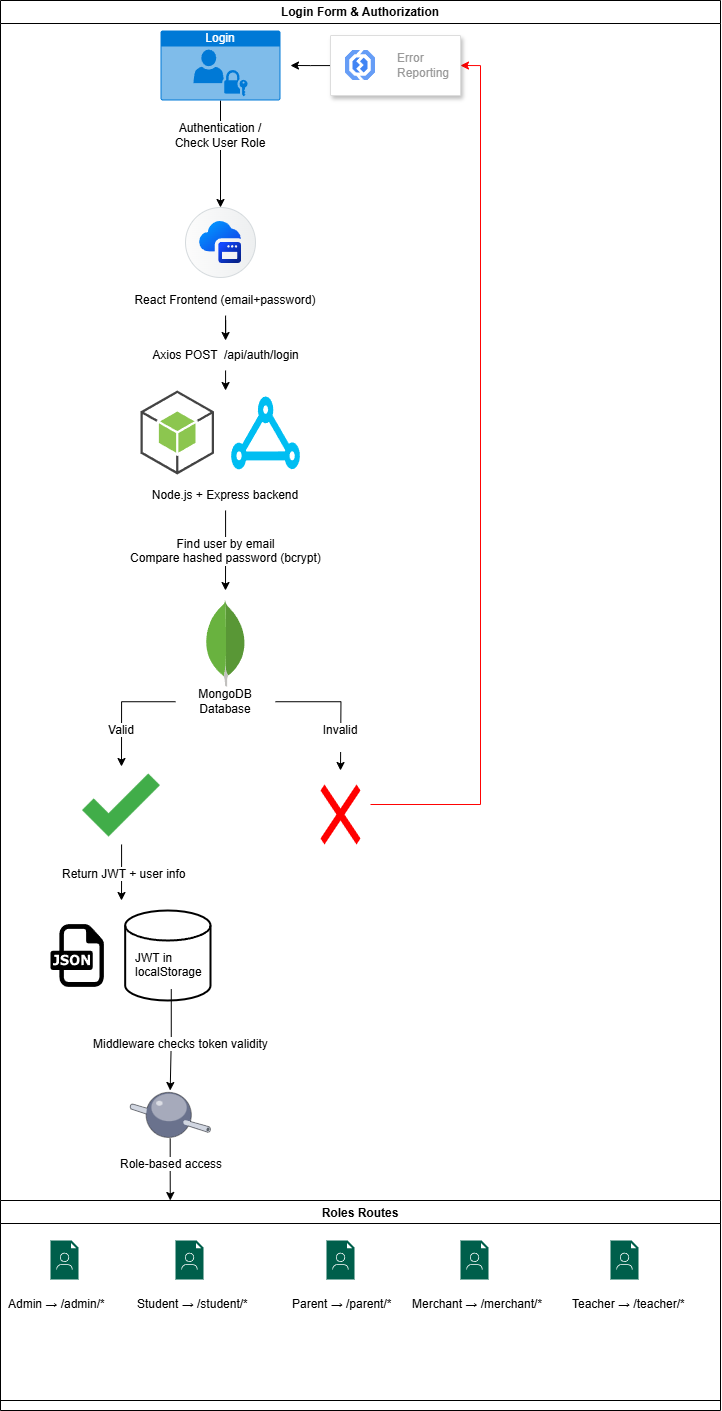 Login Form & Authorization
Login
Error
Reporting
Authentication /
Check User Role
React Frontend (email+password)
Axios POST  /api/auth/login
Node.js + Express backend
Find user by email
Compare hashed password (bcrypt)
MongoDB
Database
Valid
Invalid
Return JWT + user info
JSON
JWT in
localStorage
Middleware checks token validity
Role-based access
Roles Routes
Admin → /admin/*
Student → /student/*
Parent → /parent/*
Merchant → /merchant/*
Teacher → /teacher/*